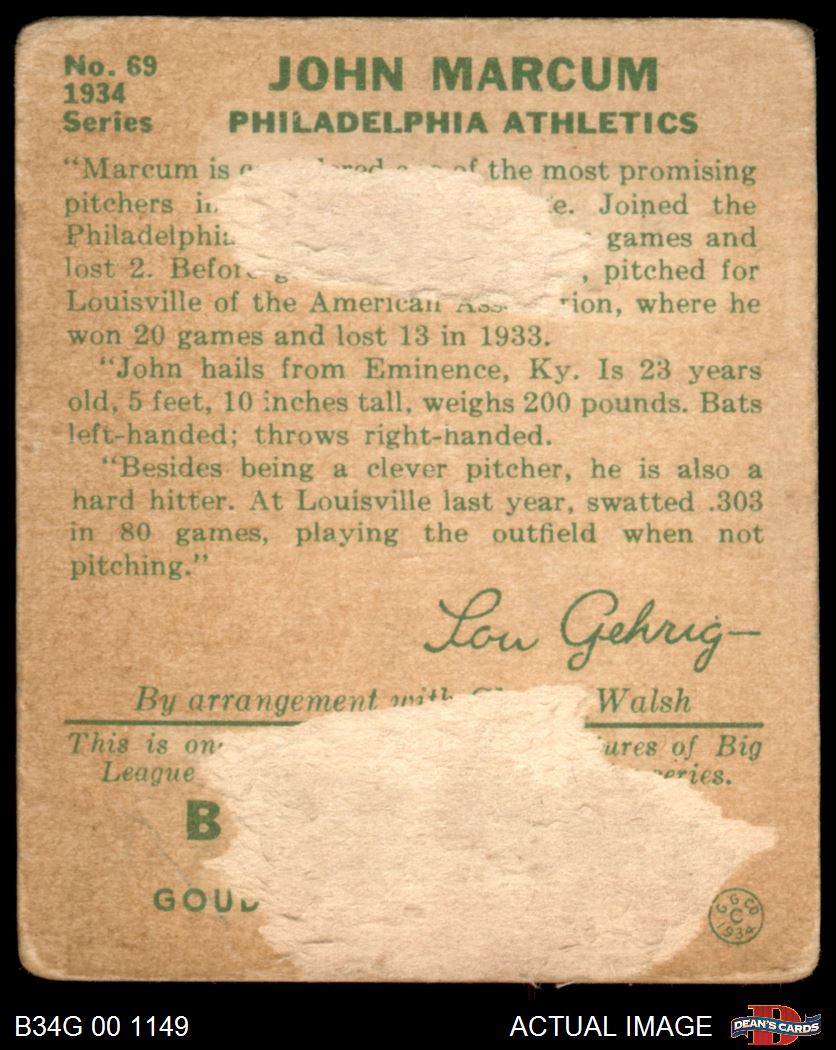 No. 69
1934
Series
JOHN MARCUM
PHILADELPHIA ATHLETICS
"Marcum is of the most promising
pitchers Joined the
games and
lost 2. pitched for
Louisville of the American where he
won 20 games and lost 13 in 1933.
"John hails from Eminence, Ky. Is 23 years
old, 5 feet, 10 inches tall, weighs 200 pounds. Bats
left-handed; throws right-handed.
"Besides being a clever pitcher, he is also a
hard hitter. At Louisville last year, swatted .303
in 80 games, playing the outfield when not
pitching."
Lou Gehrig
By arrangement with Walsh
This is of Big
League series.
B
GOUD
G G CO
C
1934
B34G 00 1149
ACTUAL IMAGE
D
DEAN'S CARDS